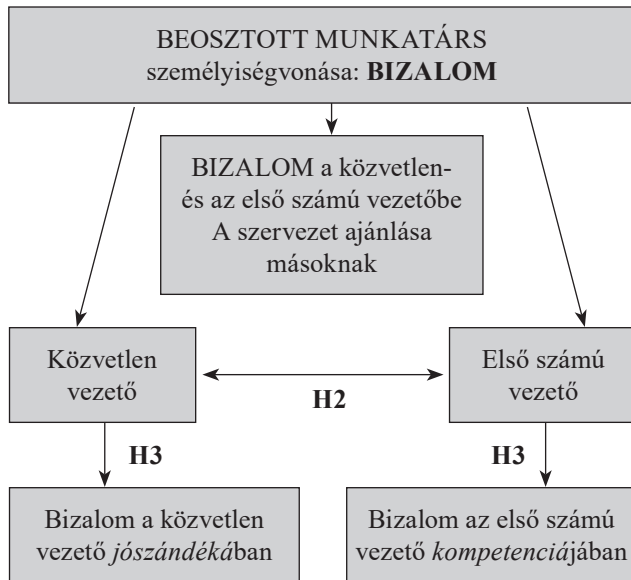 BEOSZTOTT MUNKATÁRS
személyiségvonása: BIZALOM
BIZALOM a közvetlen-
és az első számú vezetőbe
A szervezet ajánlása
másoknak
Közvetlen
vezető
H2
Első számú
vezető
H3
H3
Bizalom a közvetlen
vezető jószándékában
Bizalom az első számú
vezető kompetenciájában